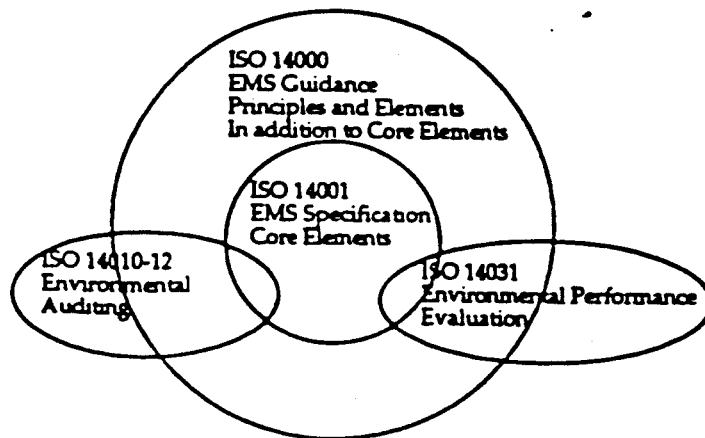 ISO 14000
EMS Guidance
Principles and Elements
In addition to Core Elements
ISO 14001
EMS Specification
Core Elements
ISO 14010-12
Environmental
Auditing
ISO 14031
Environmental Performance
Evaluation